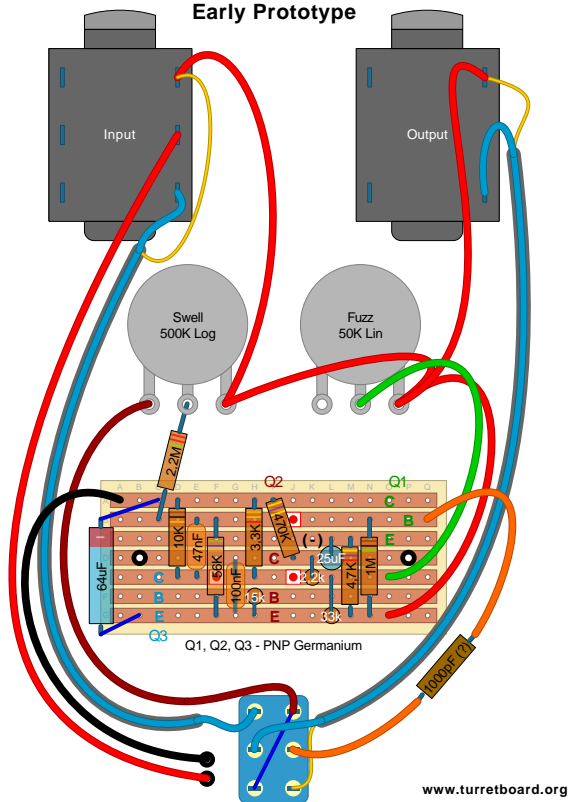 Early Prototype
Input
Output
Swell
500K Log
Fuzz
50K Lin
2.2M
Q2
Q1
A B C D E F G H I J K L M N O P Q
C
B
E
10K
47nF
56K
100nF
3.3K
470K
(-)
25uF
2.2k
4.7K
1M
15k
33k
64uF
C
B
E
C
B
E
Q3
Q1, Q2, Q3 - PNP Germanium
1000pF (?)
www.turretboard.org